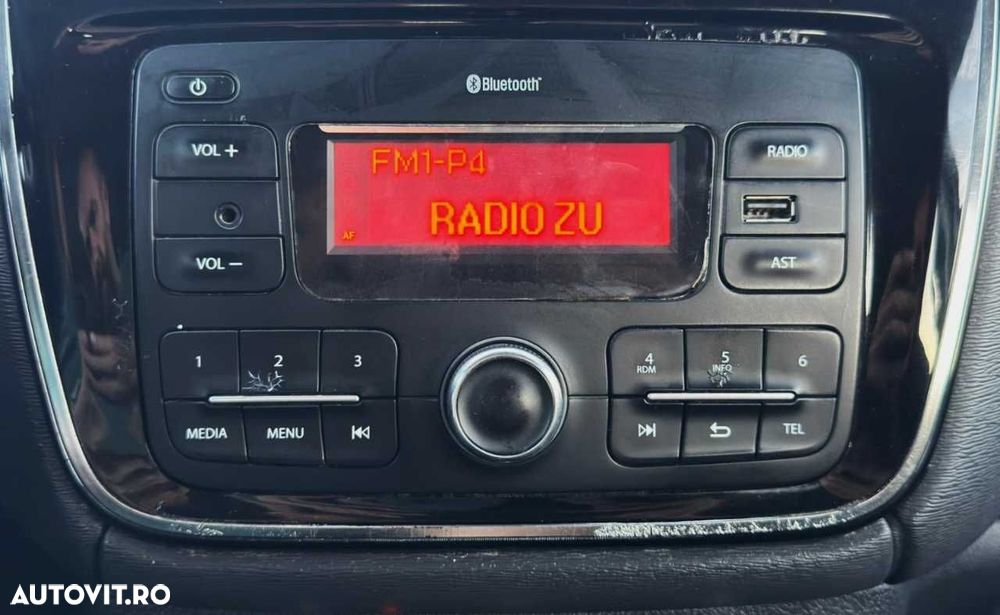 Bluetooth
VOL +
FM1-P4
RADIO
RADIO ZU
AF
VOL –
AST
1 2 3
4 5 6
RDM INFO
MEDIA MENU
TEL
AUTOVIT.RO